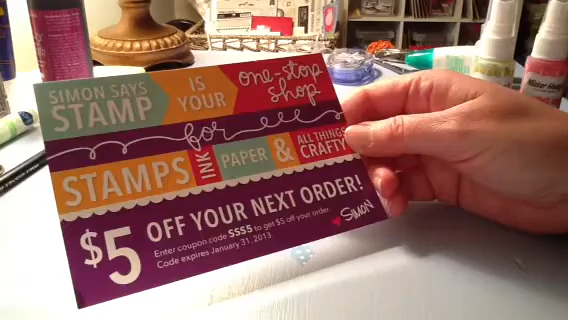 SIMON SAYS STAMP
IS YOUR
one-stop shop
for
STAMPS INK PAPER & ALL THINGS CRAFTY
$5 OFF YOUR NEXT ORDER!
Enter coupon code SSS5 to get $5 off your order.
Code expires January 31, 2013.
SIMON